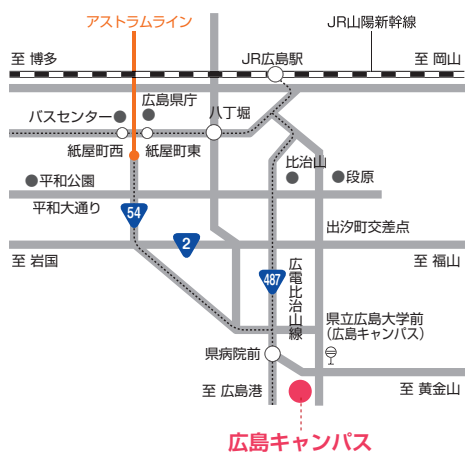 アストラムライン
JR山陽新幹線
至 博多
JR広島駅
至 岡山
広島県庁
バスセンター
八丁堀
紙屋町西
紙屋町東
比治山
平和公園
段原
平和大通り
54
出汐町交差点
2
至 岩国
至 福山
487
広電比治山線
県立広島大学前
(広島キャンパス)
県病院前
至 広島港
至 黄金山
広島キャンパス